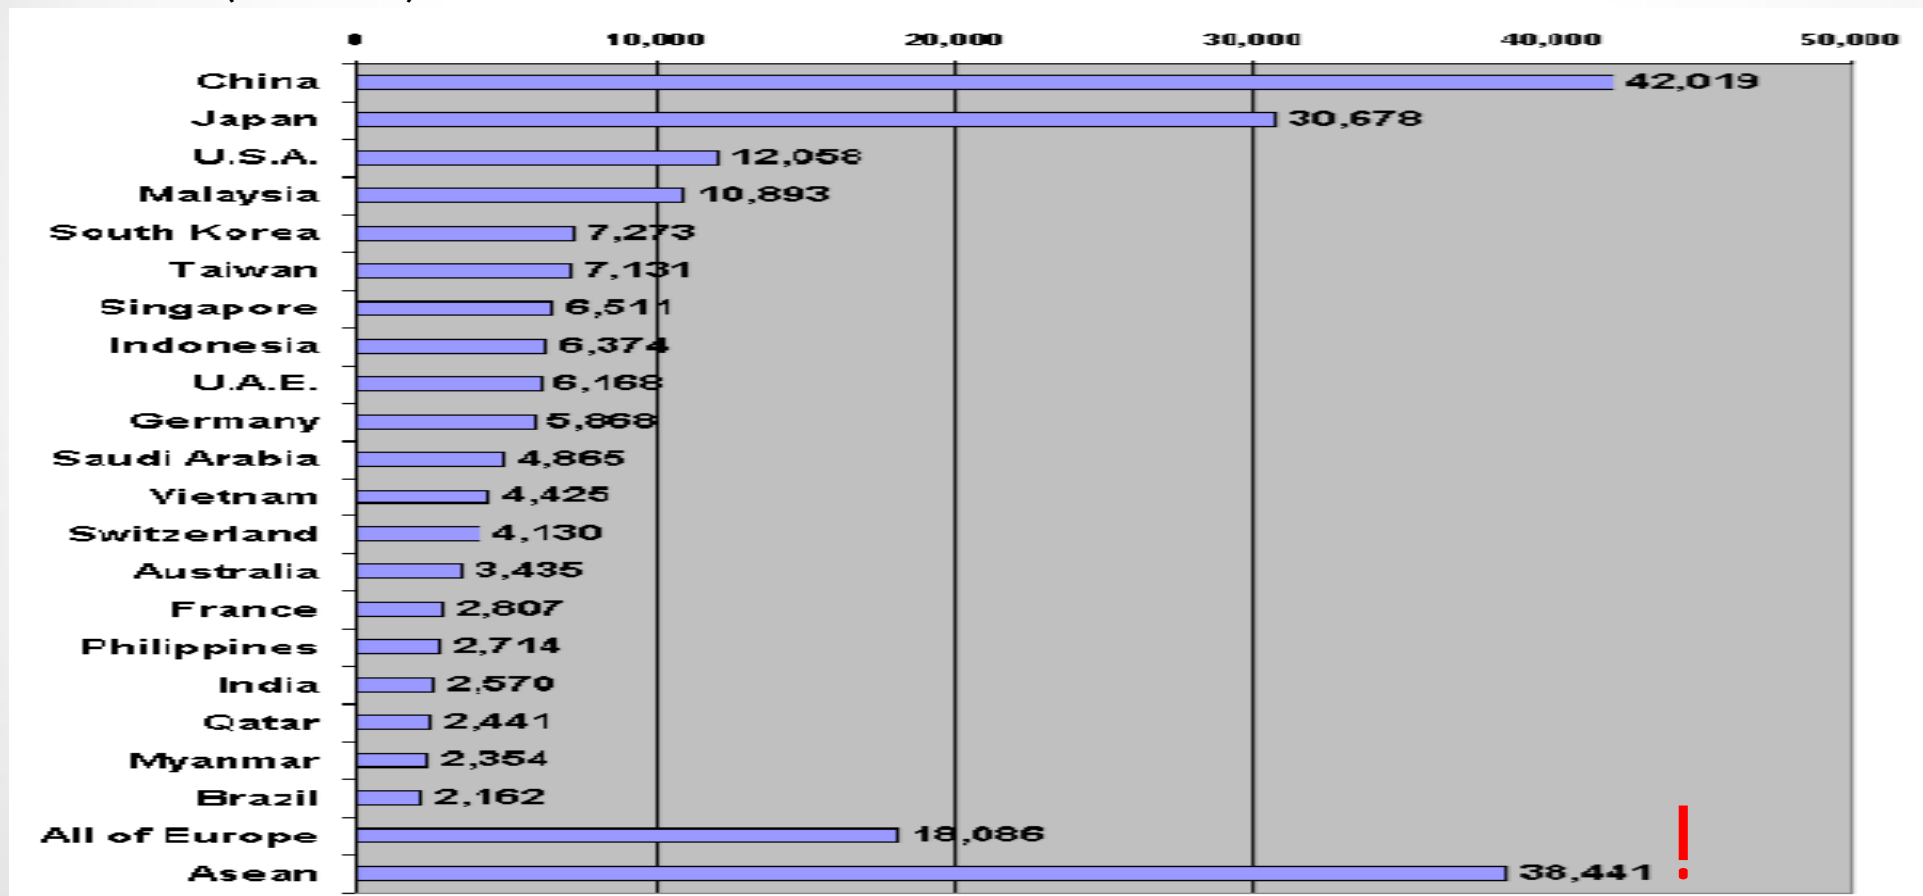 0 10,000 20,000 30,000 40,000 50,000
China 42,019
Japan 30,678
U.S.A. 12,058
Malaysia 10,893
South Korea 7,273
Taiwan 7,131
Singapore 6,511
Indonesia 6,374
U.A.E. 6,168
Germany 5,868
Saudi Arabia 4,865
Vietnam 4,425
Switzerland 4,130
Australia 3,435
France 2,807
Philippines 2,714
India 2,570
Qatar 2,441
Myanmar 2,354
Brazil 2,162
All of Europe 18,086
Asean 38,441 !